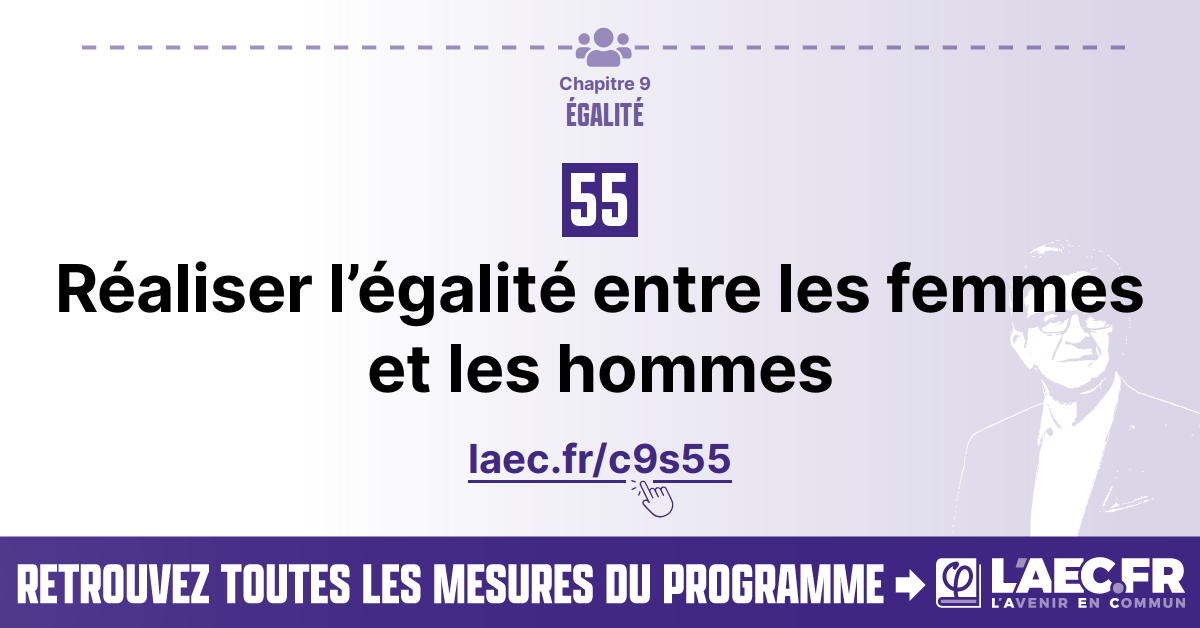 Chapitre 9
ÉGALITÉ
55
Réaliser l’égalité entre les femmes
et les hommes
laec.fr/c9s55
RETROUVEZ TOUTES LES MESURES DU PROGRAMME
L'AEC.FR
L'AVENIR EN COMMUN